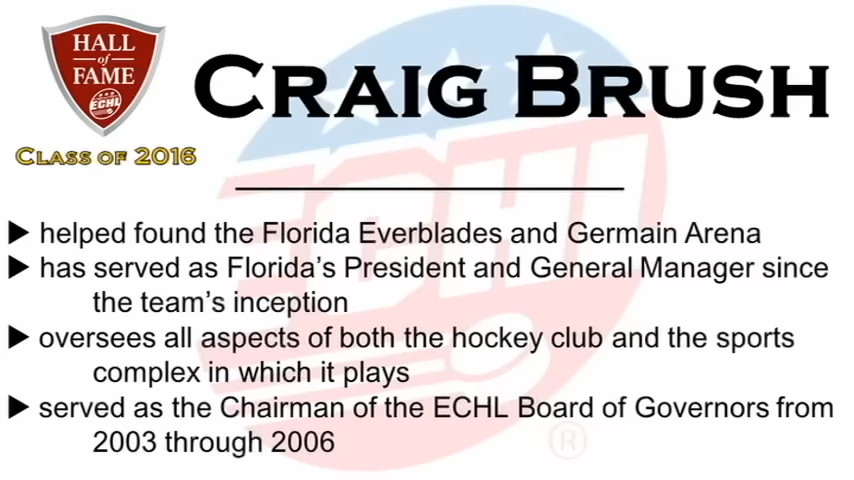 HALL
of
FAME
ECHL
CRAIG BRUSH
CLASS OF 2016
ECHL
▶ helped found the Florida Everblades and Germain Arena
▶ has served as Florida's President and General Manager since
the team's inception
▶ oversees all aspects of both the hockey club and the sports
complex in which it plays
▶ served as the Chairman of the ECHL Board of Governors from
2003 through 2006
®